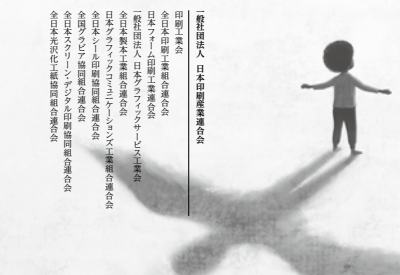 一般社団法人 日本印刷産業連合会
印刷工業会
全日本印刷工業組合連合会
日本フォーム印刷工業連合会
一般社団法人 日本グラフィックサービス工業会
全日本製本工業組合連合会
日本グラフィックコミュニケーションズ工業組合連合会
全日本シール印刷協同組合連合会
全国グラビア協同組合連合会
全日本スクリーン・デジタル印刷協同組合連合会
全日本光沢化工紙協同組合連合会